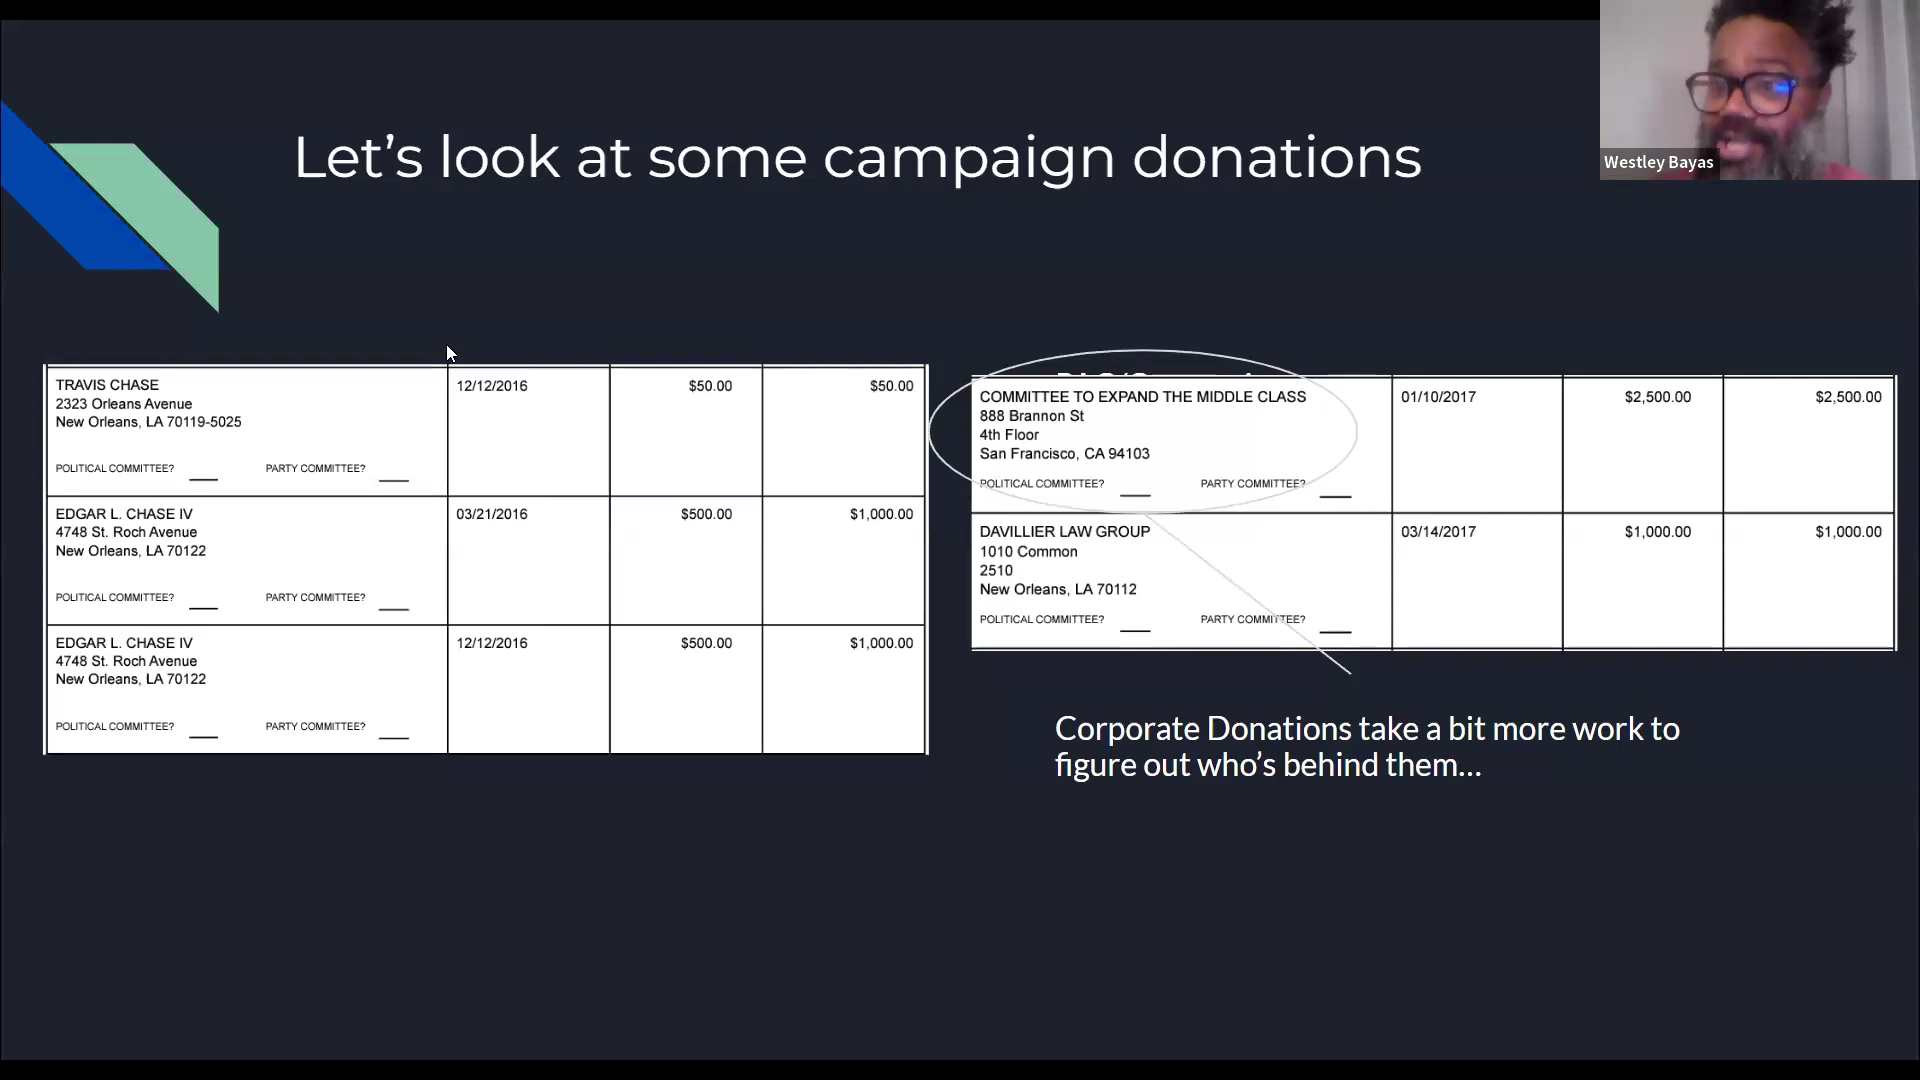 Let's look at some campaign donations
Westley Bayas
TRAVIS CHASE 12/12/2016 $50.00 $50.00
2323 Orleans Avenue
New Orleans, LA 70119-5025
POLITICAL COMMITTEE? PARTY COMMITTEE?
EDGAR L. CHASE IV 03/21/2016 $500.00 $1,000.00
4748 St. Roch Avenue
New Orleans, LA 70122
POLITICAL COMMITTEE? PARTY COMMITTEE?
EDGAR L. CHASE IV 12/12/2016 $500.00 $1,000.00
4748 St. Roch Avenue
New Orleans, LA 70122
POLITICAL COMMITTEE? PARTY COMMITTEE?
COMMITTEE TO EXPAND THE MIDDLE CLASS 01/10/2017 $2,500.00 $2,500.00
888 Brannon St
4th Floor
San Francisco, CA 94103
POLITICAL COMMITTEE? PARTY COMMITTEE?
DAVILLIER LAW GROUP 03/14/2017 $1,000.00 $1,000.00
1010 Common
2510
New Orleans, LA 70112
POLITICAL COMMITTEE? PARTY COMMITTEE?
Corporate Donations take a bit more work to
figure out who's behind them...